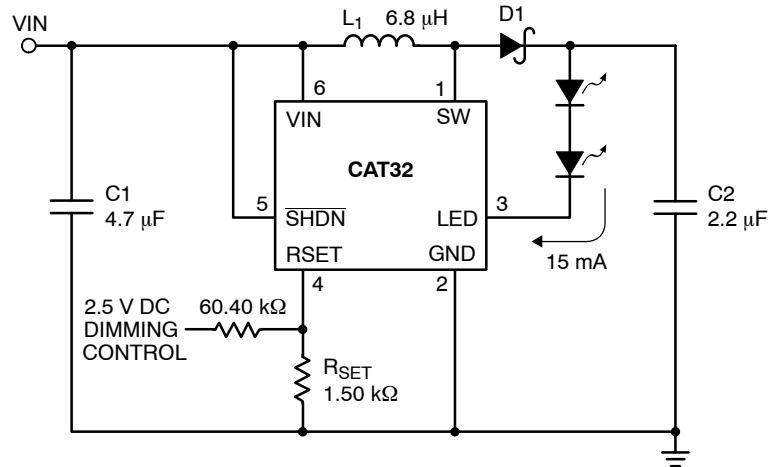 VIN
L₁ 6.8 μH
D1
6
1
VIN
SW
CAT32
C1
4.7 μF
C2
2.2 μF
5
S̅H̅D̅N̅
LED
3
RSET
GND
15 mA
4
2
2.5 V DC
DIMMING
CONTROL
60.40 kΩ
RSET
1.50 kΩ